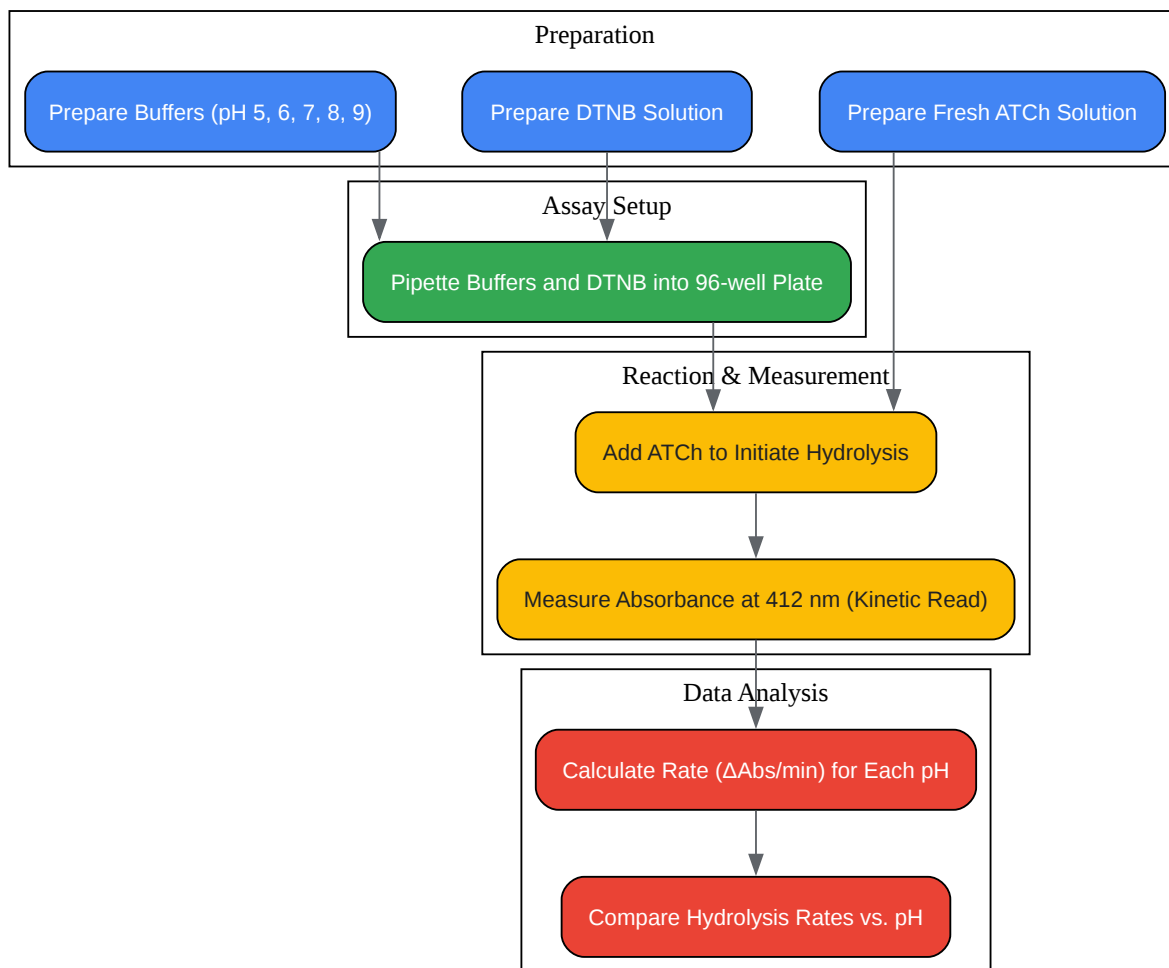 Preparation
Prepare Buffers (pH 5, 6, 7, 8, 9)
Prepare DTNB Solution
Prepare Fresh ATCh Solution
Assay Setup
Pipette Buffers and DTNB into 96-well Plate
Reaction & Measurement
Add ATCh to Initiate Hydrolysis
Measure Absorbance at 412 nm (Kinetic Read)
Data Analysis
Calculate Rate (ΔAbs/min) for Each pH
Compare Hydrolysis Rates vs. pH